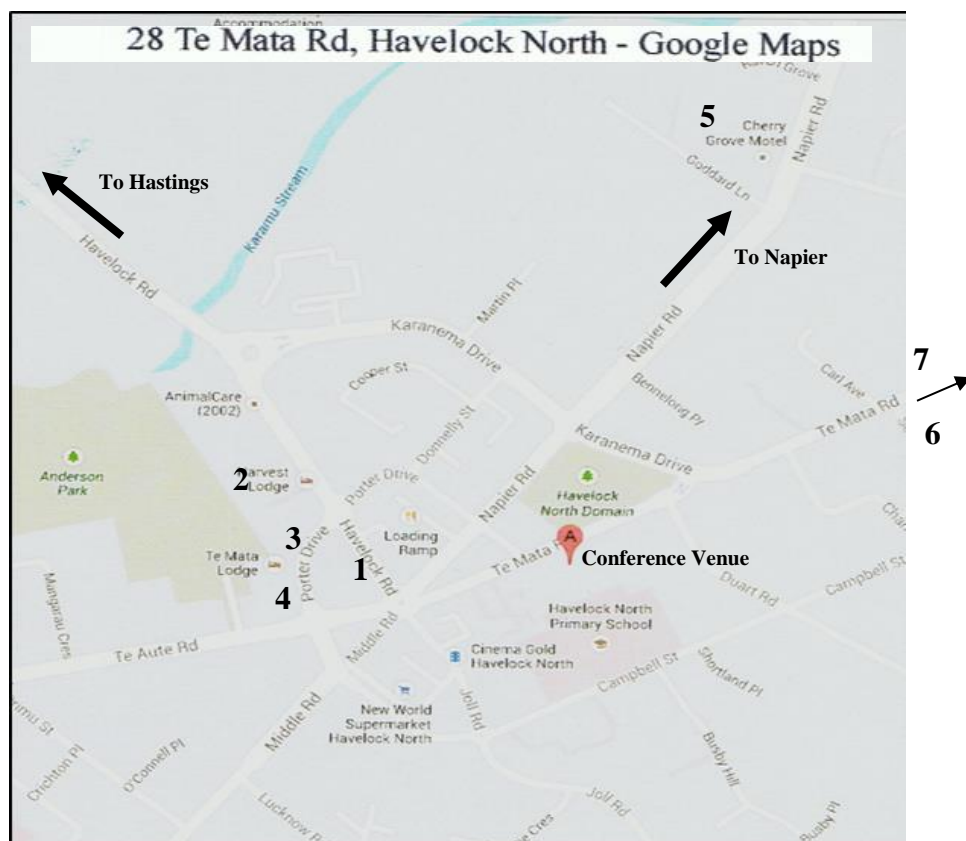 Accommodation
28 Te Mata Rd, Havelock North - Google Maps
Grove
5
Cherry
Grove Motel
Napier Rd
Goddard Ln
To Hastings
Karamu Stream
To Napier
Havelock Rd
Martin Pl
Karanema Drive
Napier Rd
Cooper St
Bennelong Pl
Carl Ave
7
AnimalCare
(2002)
Te Mata Rd
6
Donnelly St
Karanema Drive
Anderson
Park
2
Lodge
Porter Drive
Napier Rd
Havelock
North Domain
3
Loading
Ramp
A
Te Mata
Conference Venue
Te Mata
Lodge
Porter Drive
Havelock Rd
1
4
Campbell St
Duart Rd
Mangarau Cres
Havelock North
Primary School
Te Aute Rd
Middle Rd
Cinema Gold
Havelock North
Campbell St
Shortland Pl
New World
Supermarket
Havelock North
Joll Rd
Middle Rd
O'Connell Pl
Crichton Pl
Busby Hill
Joll Rd
Lucknow
Cres
Busby Pl